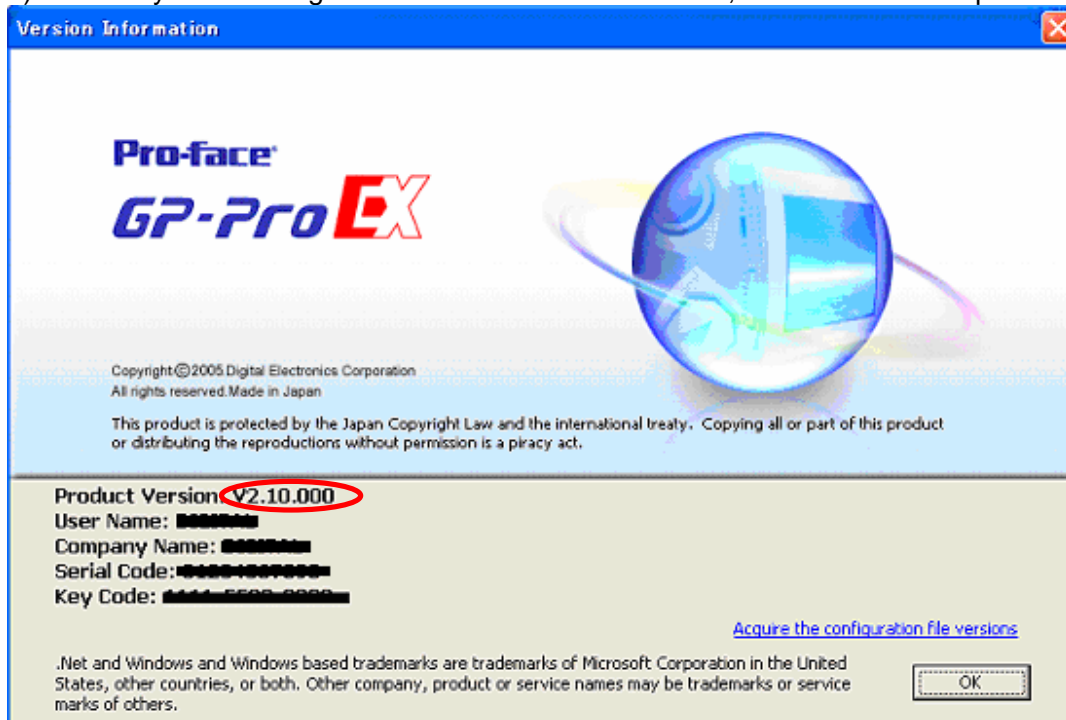 Version Information
Pro-face
GP-Pro EX
Copyright©2005 Digital Electronics Corporation
All rights reserved.Made in Japan
This product is protected by the Japan Copyright Law and the international treaty. Copying all or part of this product
or distributing the reproductions without permission is a piracy act.
Product Version: V2.10.000
User Name:
Company Name:
Serial Code:
Key Code:
Acquire the configuration file versions
.Net and Windows and Windows based trademarks are trademarks of Microsoft Corporation in the United
States, other countries, or both. Other company, product or service names may be trademarks or service
marks of others.
OK